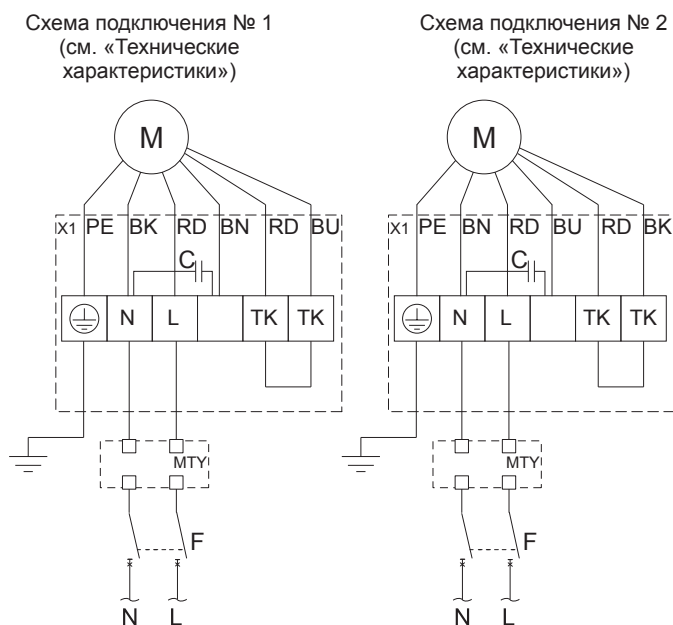 Схема подключения № 1
(см. «Технические
характеристики»)
M
X1 PE BK RD BN RD BU
C
N L TK TK
MTY
F
N L
Схема подключения № 2
(см. «Технические
характеристики»)
M
X1 PE BN RD BU RD BK
C
N L TK TK
MTY
F
N L